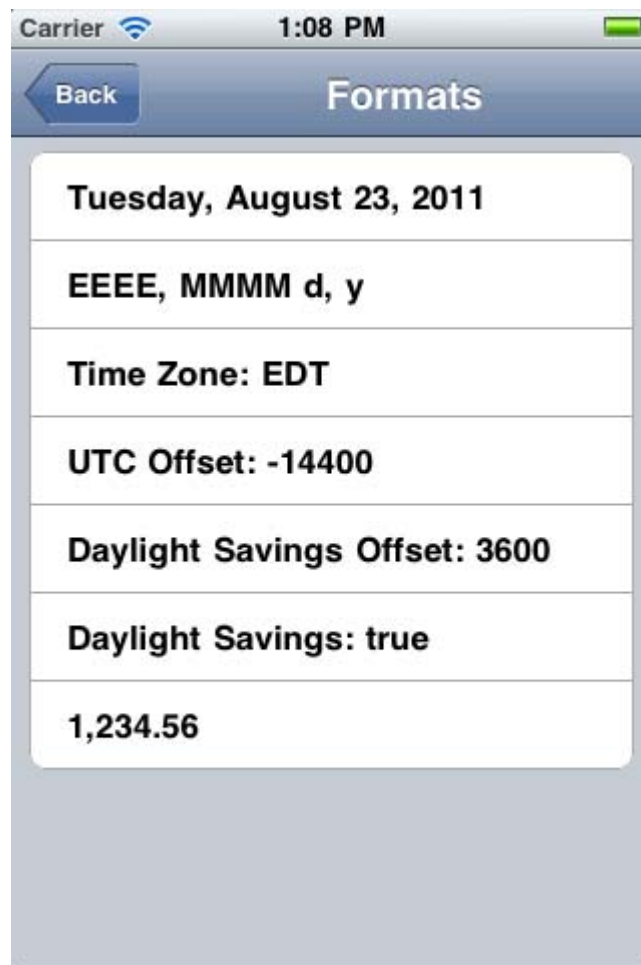 Carrier 1:08 PM
Back Formats
Tuesday, August 23, 2011
EEEE, MMMM d, y
Time Zone: EDT
UTC Offset: -14400
Daylight Savings Offset: 3600
Daylight Savings: true
1,234.56